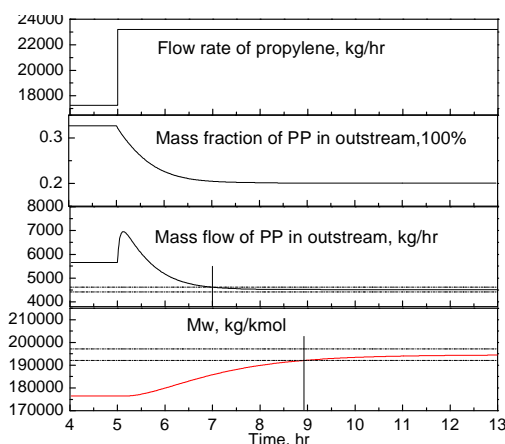 24000
22000
20000
18000
Flow rate of propylene, kg/hr
0.3
0.2
Mass fraction of PP in outstream,100%
8000
7000
6000
5000
4000
Mass flow of PP in outstream, kg/hr
210000
200000
190000
180000
170000
Mw, kg/kmol
4 5 6 7 8 9 10 11 12 13
Time, hr